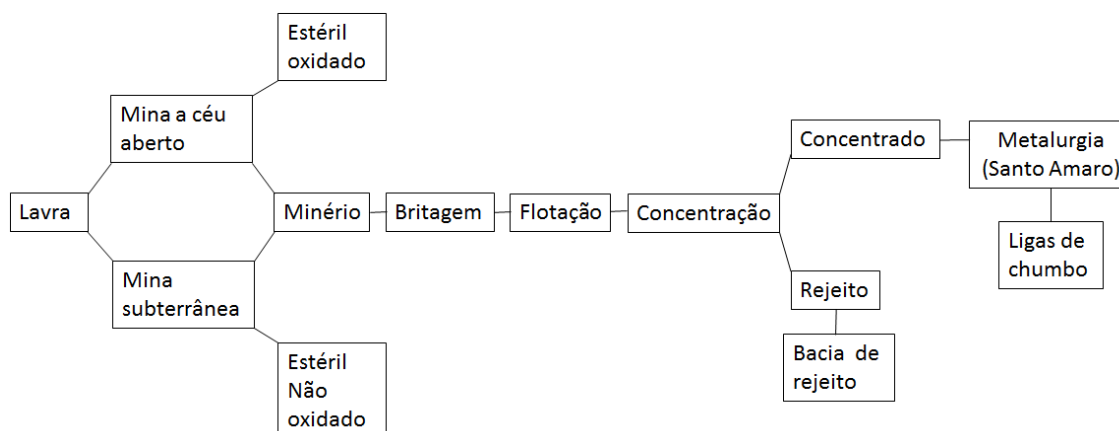 Estéril
oxidado
Mina a céu
aberto
Lavra
Minério
Britagem
Flotação
Concentração
Concentrado
Metalurgia
(Santo Amaro)
Ligas de
chumbo
Mina
subterrânea
Rejeito
Bacia de
rejeito
Estéril
Não
oxidado